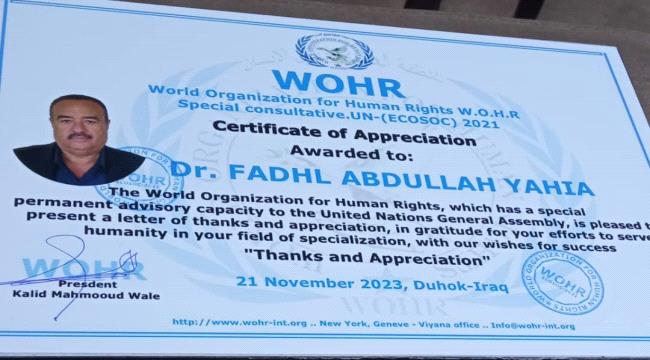 WOHR
World Organization for Human Rights W.O.H.R
Special consultative.UN-(ECOSOC) 2021
Certificate of Appreciation
Awarded to:
Dr. FADHL ABDULLAH YAHIA
The World Organization for Human Rights, which has a special
permanent advisory capacity to the United Nations General Assembly, is pleased t
present a letter of thanks and appreciation, in gratitude for your efforts to serve
humanity in your field of specialization, with our wishes for success
"Thanks and Appreciation"
WOHR
President
Kalid Mahmooud Wale
21 November 2023, Duhok-Iraq
WOHR
http://www.wohr-int.org .. New York, Geneve - Viyana office .. Info@wohr-int.org